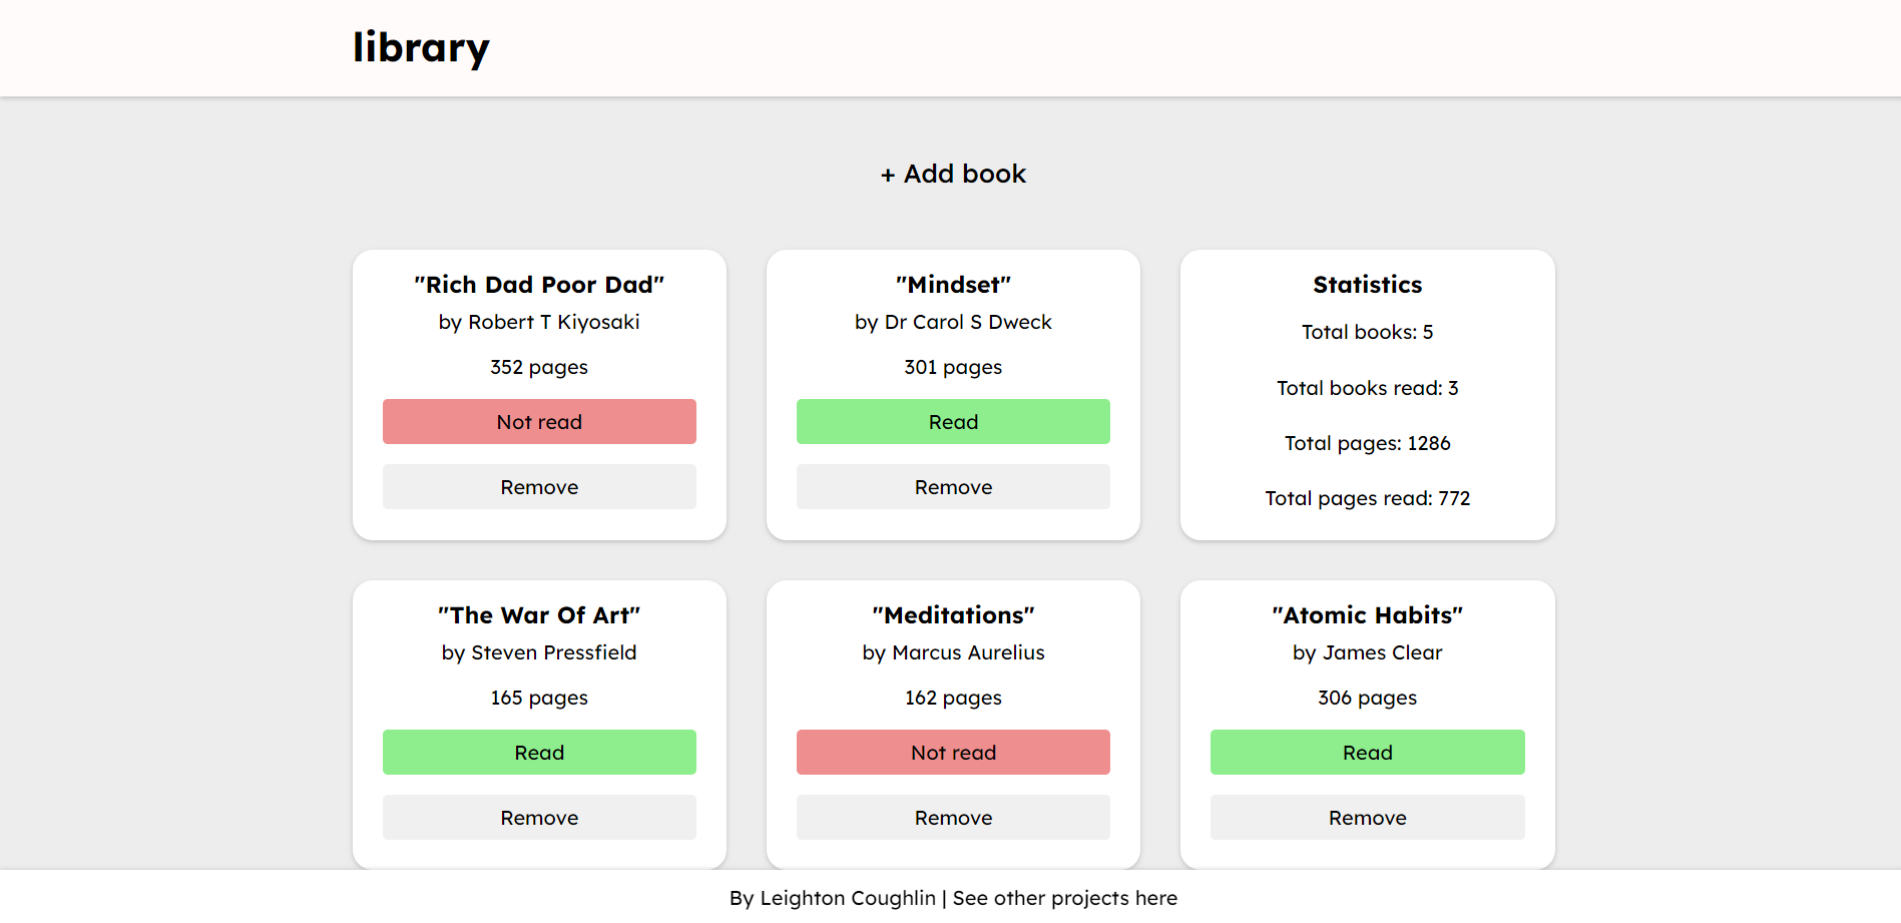 library
+ Add book
"Rich Dad Poor Dad"
by Robert T Kiyosaki
352 pages
Not read
Remove
"Mindset"
by Dr Carol S Dweck
301 pages
Read
Remove
Statistics
Total books: 5
Total books read: 3
Total pages: 1286
Total pages read: 772
"The War Of Art"
by Steven Pressfield
165 pages
Read
Remove
"Meditations"
by Marcus Aurelius
162 pages
Not read
Remove
"Atomic Habits"
by James Clear
306 pages
Read
Remove
By Leighton Coughlin | See other projects here